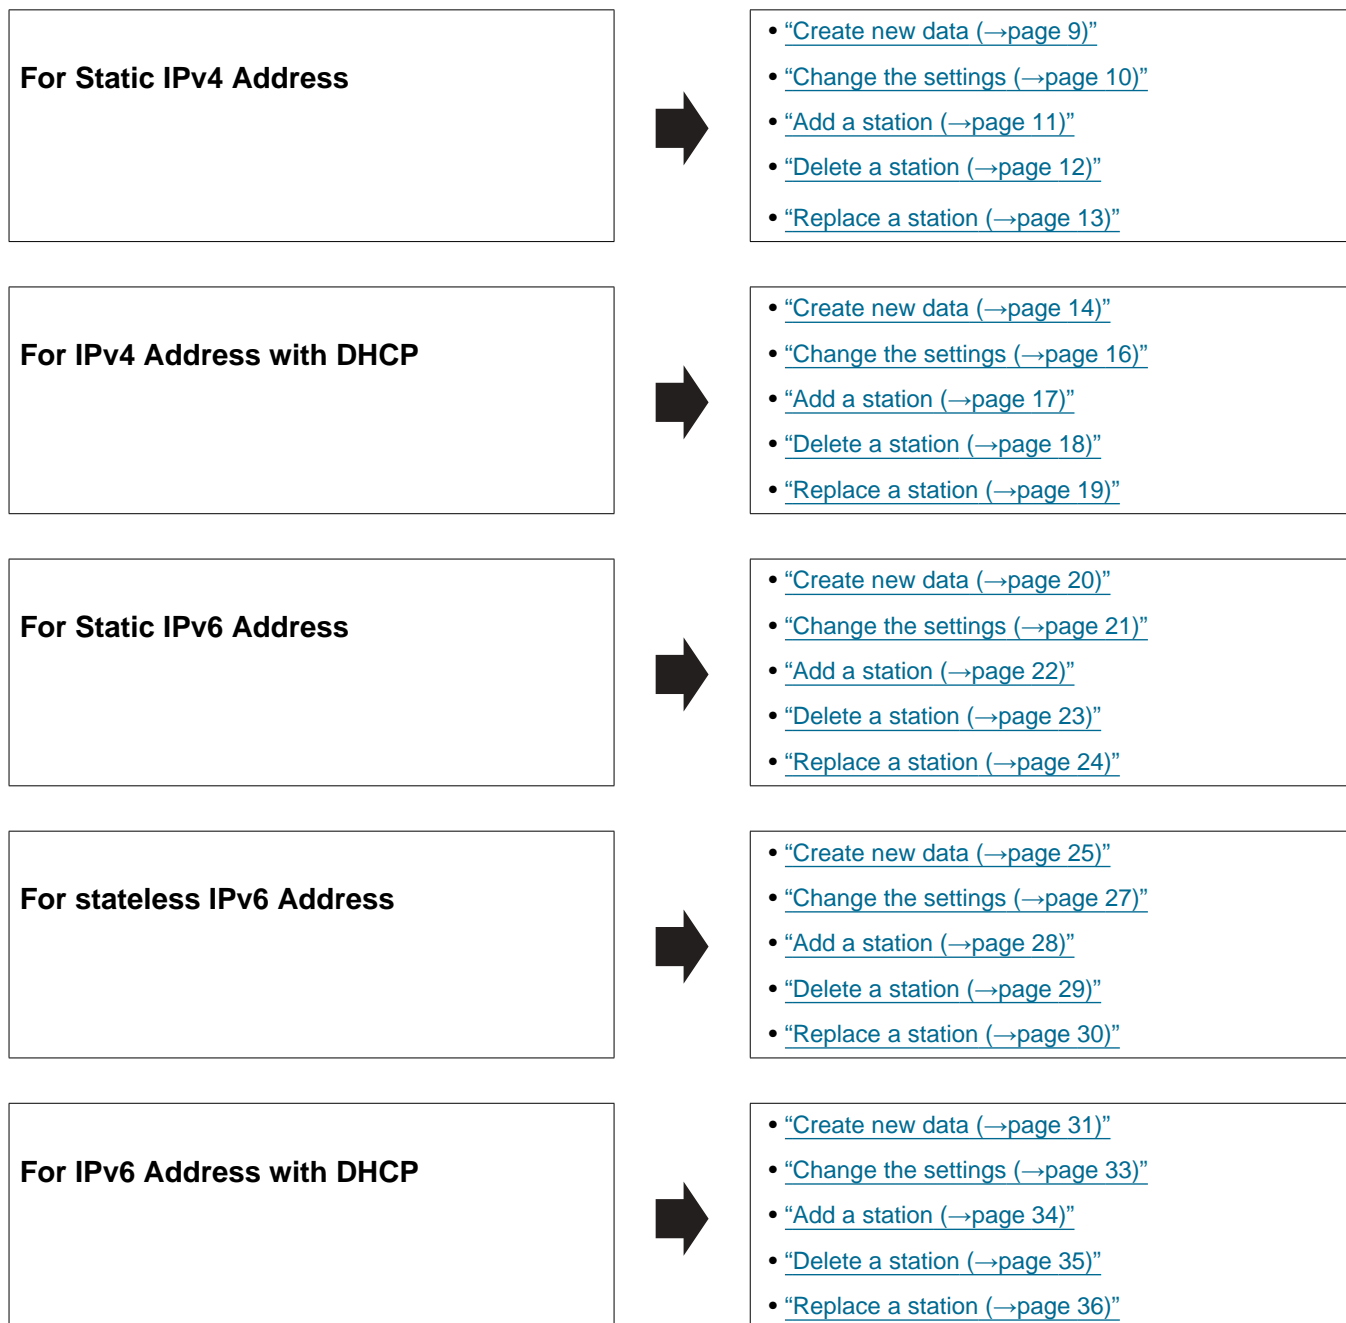 For Static IPv4 Address
• “Create new data (→page 9)”
• “Change the settings (→page 10)”
• “Add a station (→page 11)”
• “Delete a station (→page 12)”
• “Replace a station (→page 13)”
For IPv4 Address with DHCP
• “Create new data (→page 14)”
• “Change the settings (→page 16)”
• “Add a station (→page 17)”
• “Delete a station (→page 18)”
• “Replace a station (→page 19)”
For Static IPv6 Address
• “Create new data (→page 20)”
• “Change the settings (→page 21)”
• “Add a station (→page 22)”
• “Delete a station (→page 23)”
• “Replace a station (→page 24)”
For stateless IPv6 Address
• “Create new data (→page 25)”
• “Change the settings (→page 27)”
• “Add a station (→page 28)”
• “Delete a station (→page 29)”
• “Replace a station (→page 30)”
For IPv6 Address with DHCP
• “Create new data (→page 31)”
• “Change the settings (→page 33)”
• “Add a station (→page 34)”
• “Delete a station (→page 35)”
• “Replace a station (→page 36)”